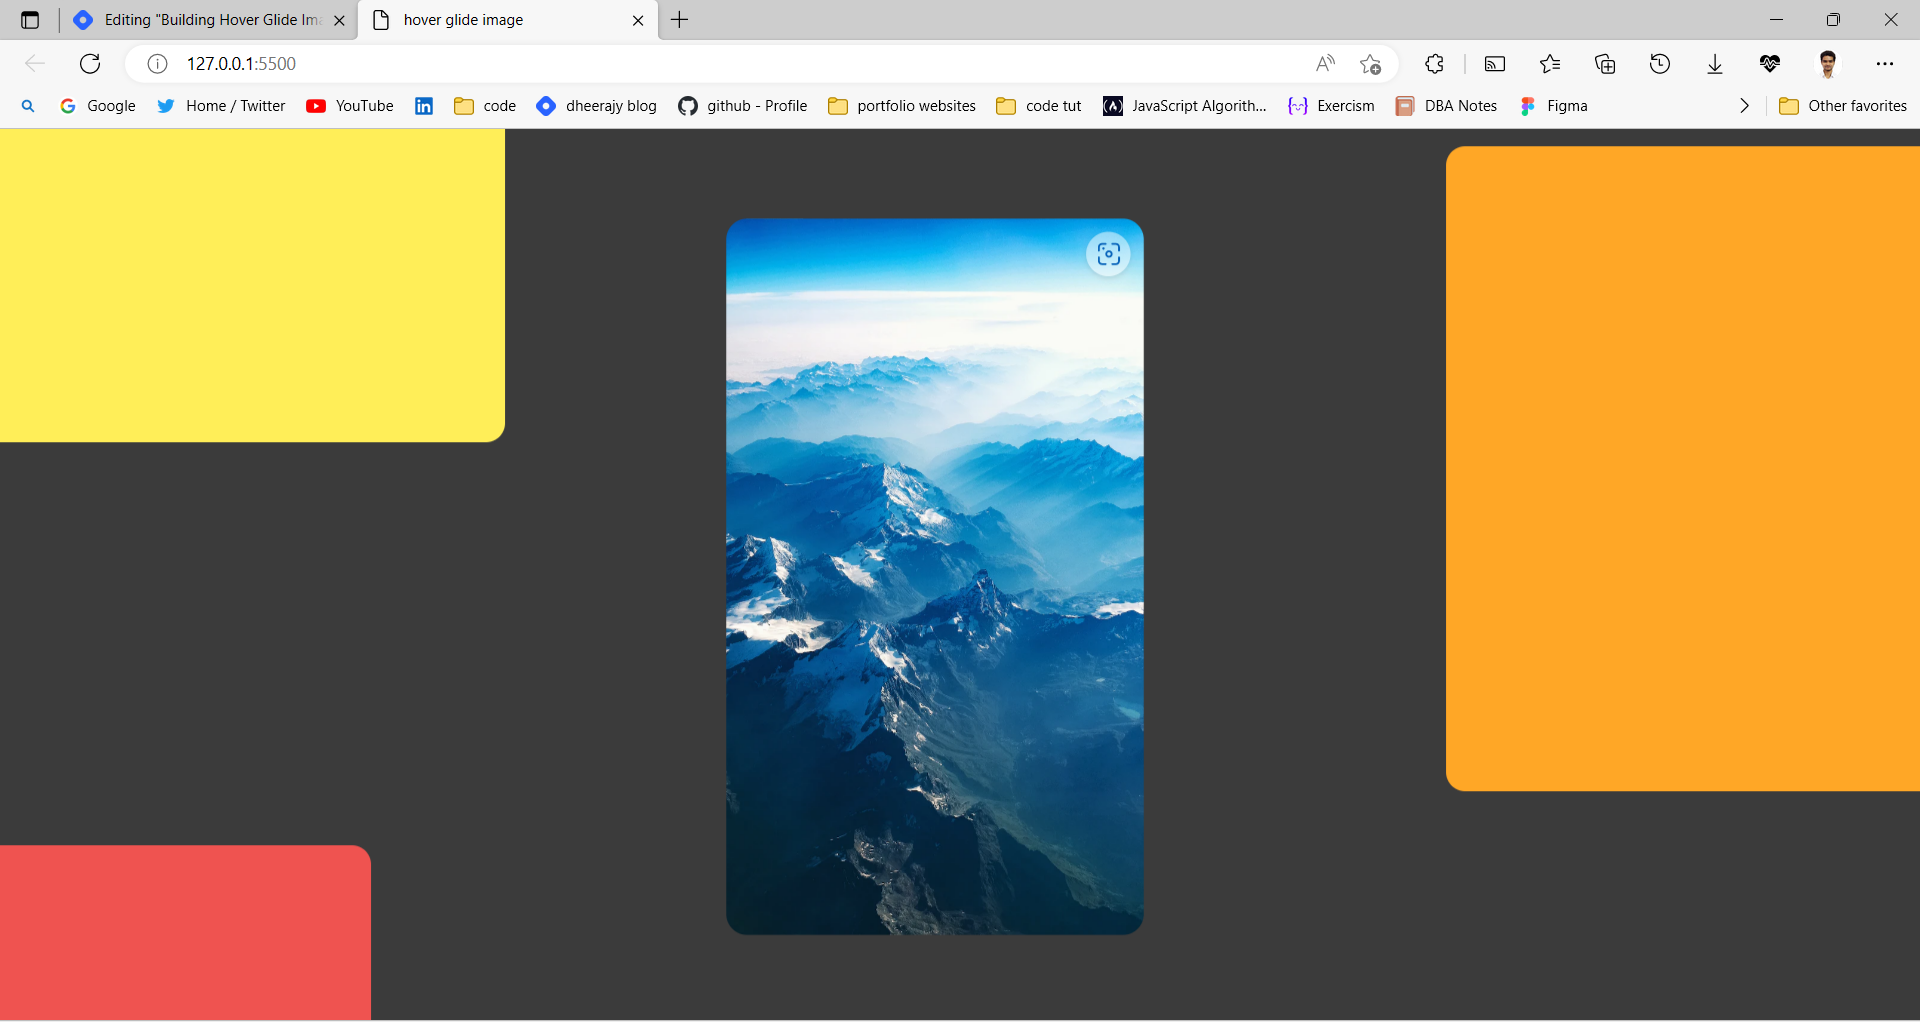 Editing "Building Hover Glide Im
hover glide image
127.0.0.1:5500
Google
Home / Twitter
YouTube
in
code
dheerajy blog
github - Profile
portfolio websites
code tut
JavaScript Algorith...
Exercism
DBA Notes
Figma
Other favorites